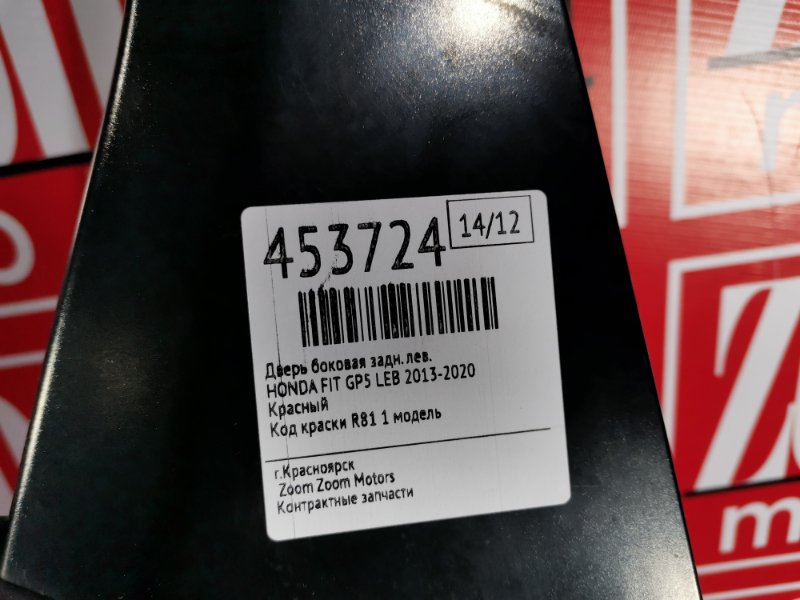 453724
14/12
Дверь боковая задн. лев.
HONDA FIT GP5 LEB 2013-2020
Красный
Код краски R81 1 модель
г.Красноярск
Zoom Zoom Motors
Контрактные запчасти